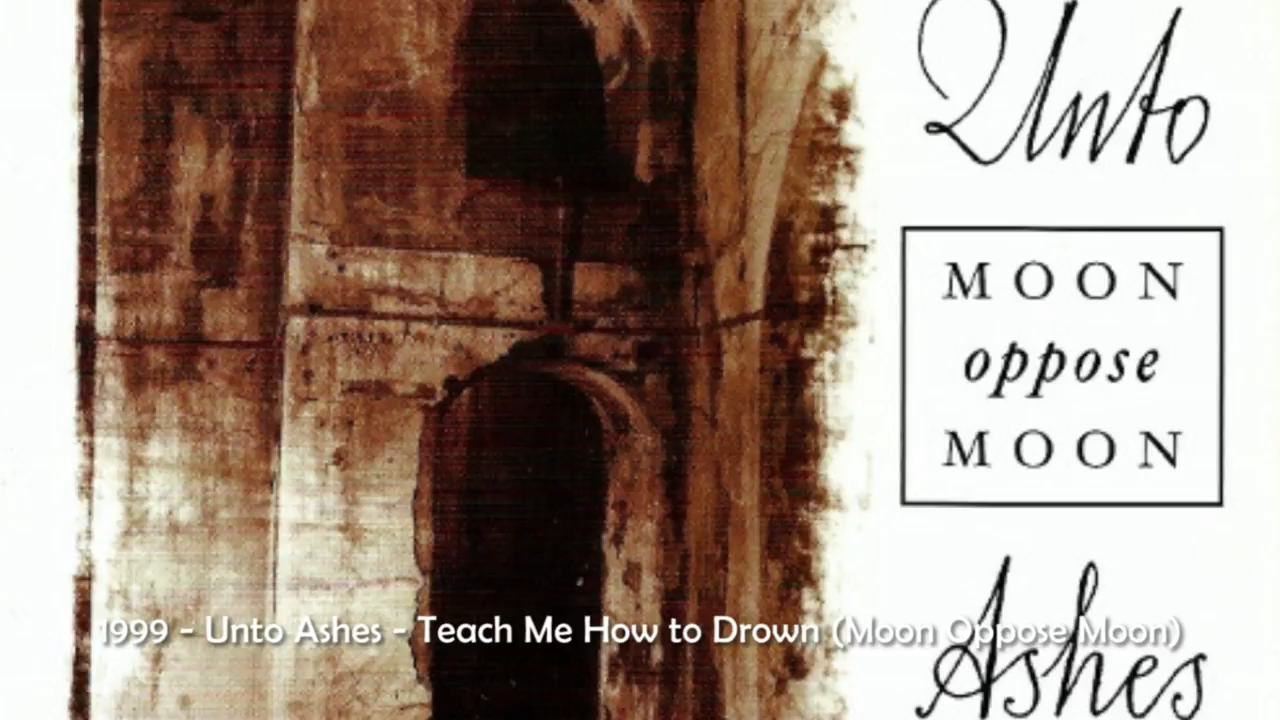 Unto
MOON
oppose
MOON
1999 - Unto Ashes - Teach Me How to Drown (Moon Oppose Moon)
Ashes